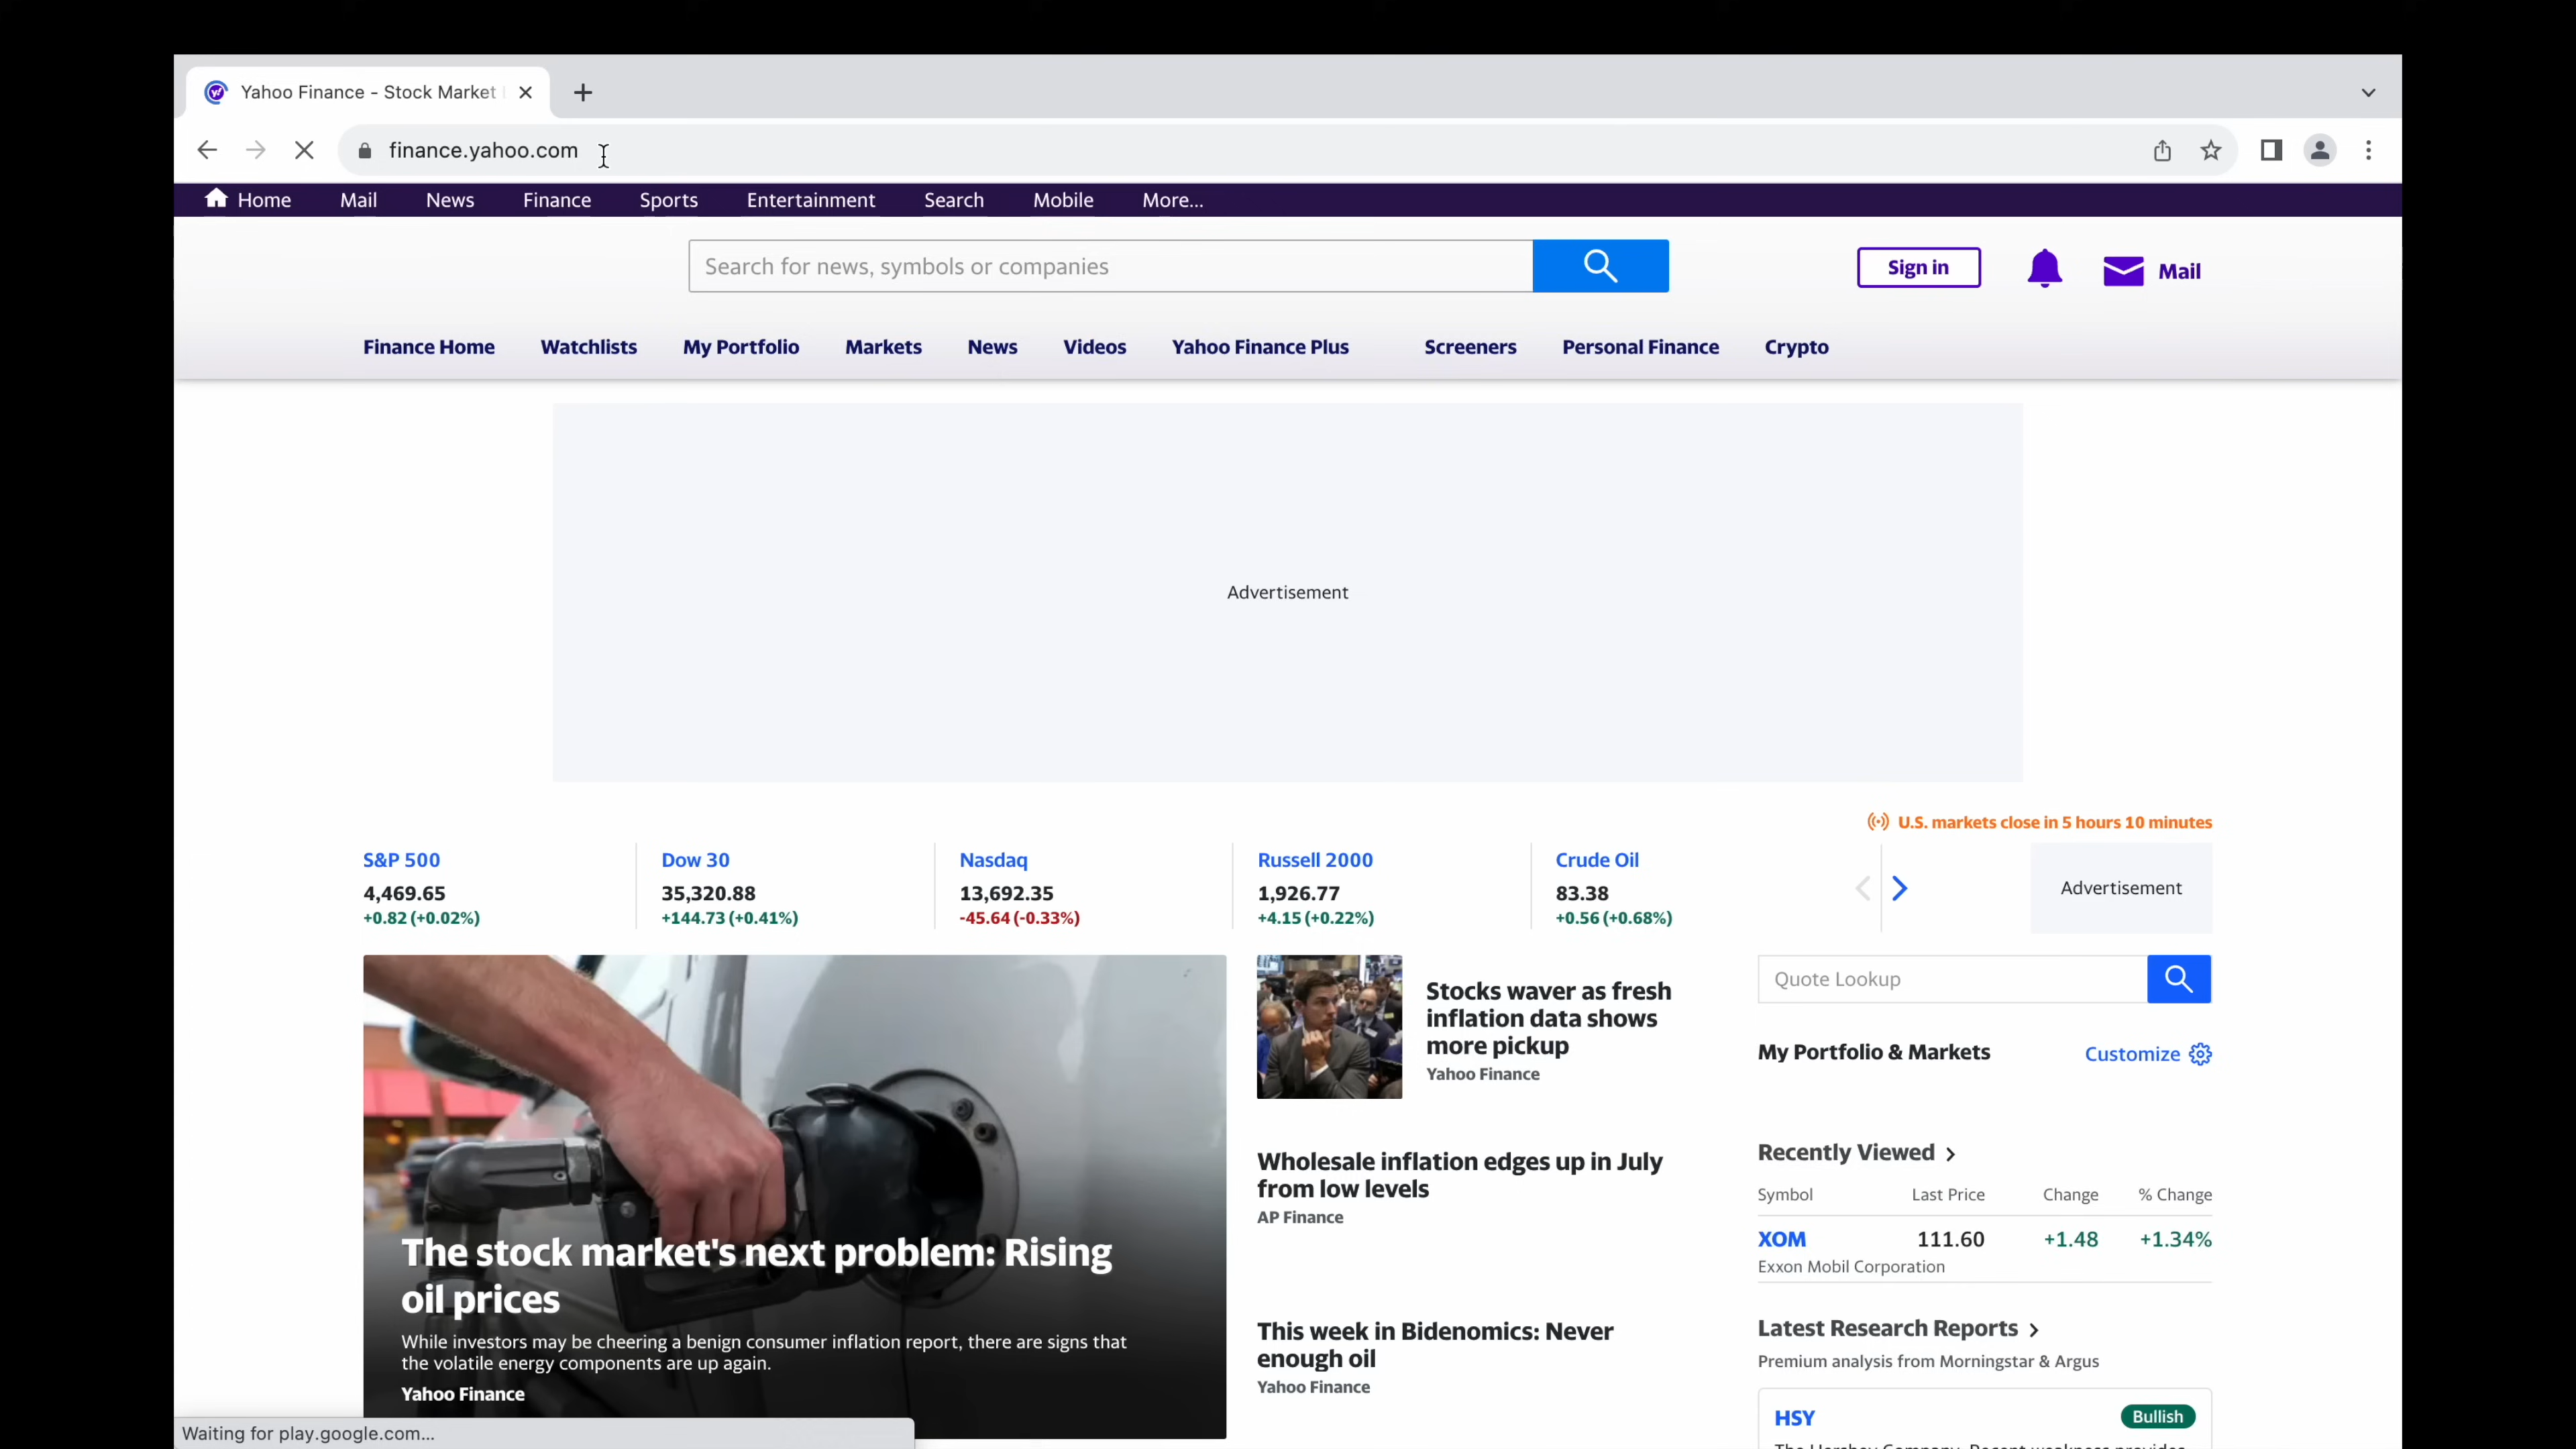 Yahoo Finance - Stock Market
finance.yahoo.com
Home Mail News Finance Sports Entertainment Search Mobile More...
Search for news, symbols or companies
Sign in
Mail
Finance Home Watchlists My Portfolio Markets News Videos Yahoo Finance Plus Screeners Personal Finance Crypto
Advertisement
U.S. markets close in 5 hours 10 minutes
S&P 500
4,469.65
+0.82 (+0.02%)
Dow 30
35,320.88
+144.73 (+0.41%)
Nasdaq
13,692.35
-45.64 (-0.33%)
Russell 2000
1,926.77
+4.15 (+0.22%)
Crude Oil
83.38
+0.56 (+0.68%)
Advertisement
The stock market's next problem: Rising
oil prices
While investors may be cheering a benign consumer inflation report, there are signs that
the volatile energy components are up again.
Yahoo Finance
Stocks waver as fresh
inflation data shows
more pickup
Yahoo Finance
Wholesale inflation edges up in July
from low levels
AP Finance
This week in Bidenomics: Never
enough oil
Yahoo Finance
Quote Lookup
My Portfolio & Markets
Customize
Recently Viewed
Symbol Last Price Change % Change
XOM 111.60 +1.48 +1.34%
Exxon Mobil Corporation
Latest Research Reports
Premium analysis from Morningstar & Argus
HSY Bullish
Waiting for play.google.com...